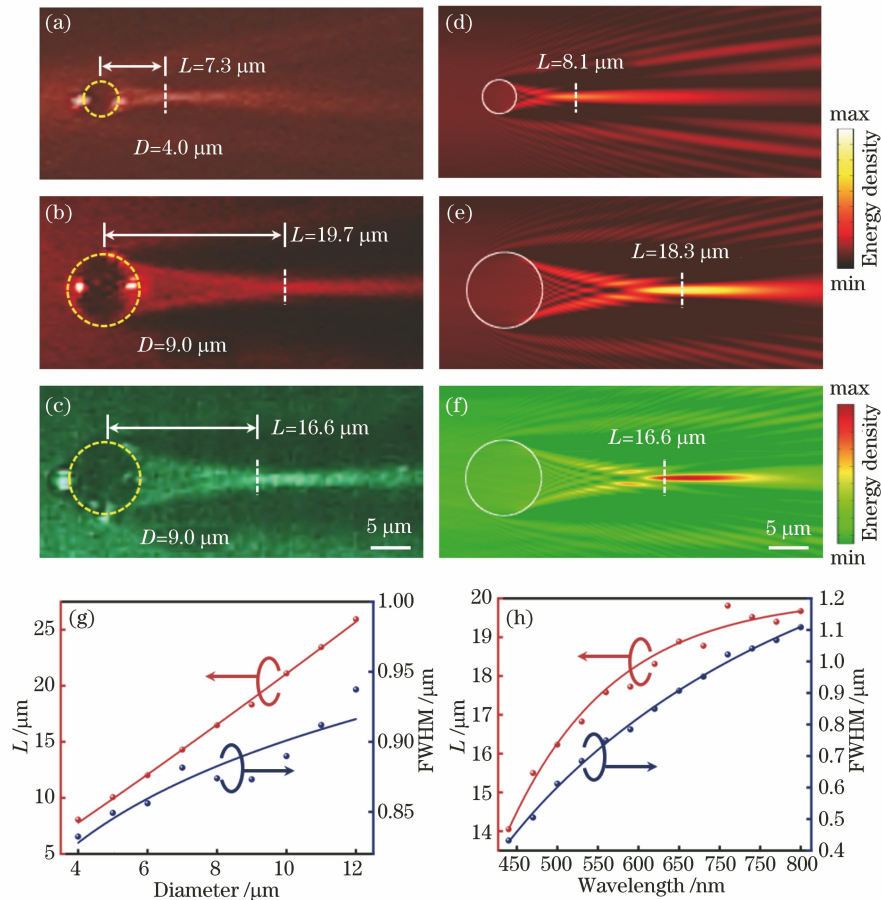 (a)
L=7.3 μm
D=4.0 μm
(d)
L=8.1 μm
max
Energy density
min
(b)
L=19.7 μm
D=9.0 μm
(e)
L=18.3 μm
(c)
L=16.6 μm
D=9.0 μm
5 μm
(f)
L=16.6 μm
5 μm
max
Energy density
min
(g)
25
20
15
10
5
L /μm
4 6 8 10 12
Diameter /μm
1.00
0.95
0.90
0.85
FWHM /μm
(h)
20
19
18
17
16
15
14
L /μm
450 500 550 600 650 700 750 800
Wavelength /nm
1.2
1.1
1.0
0.9
0.8
0.7
0.6
0.5
0.4
FWHM /μm